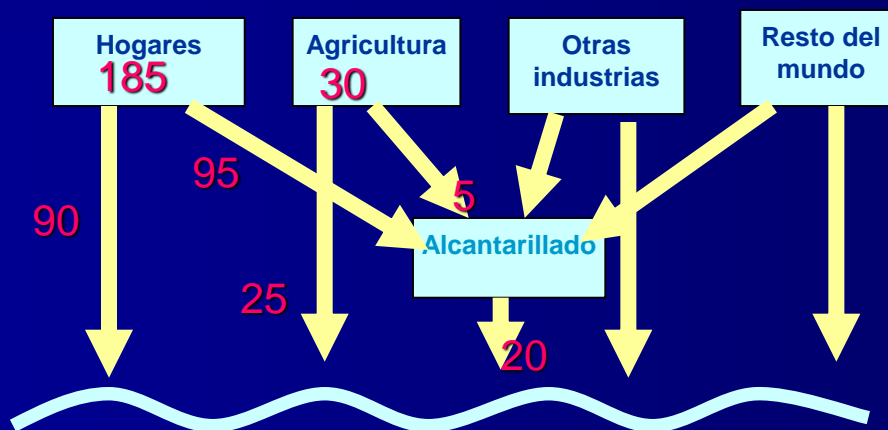 Hogares
185
Agricultura
30
Otras
industrias
Resto del
mundo
95
5
90
Alcantarillado
25
20